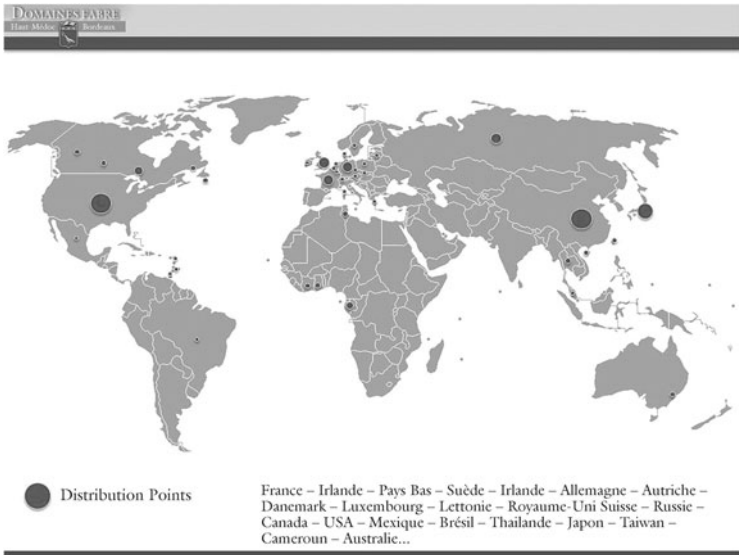 DOMAINES FABRE
Haut Médoc Bordeaux
Distribution Points
France – Irlande – Pays Bas – Suède – Irlande – Allemagne – Autriche –
Danemark – Luxembourg – Lettonie – Royaume-Uni Suisse – Russie –
Canada – USA – Mexique – Brésil – Thailande – Japon – Taiwan –
Cameroun – Australie...